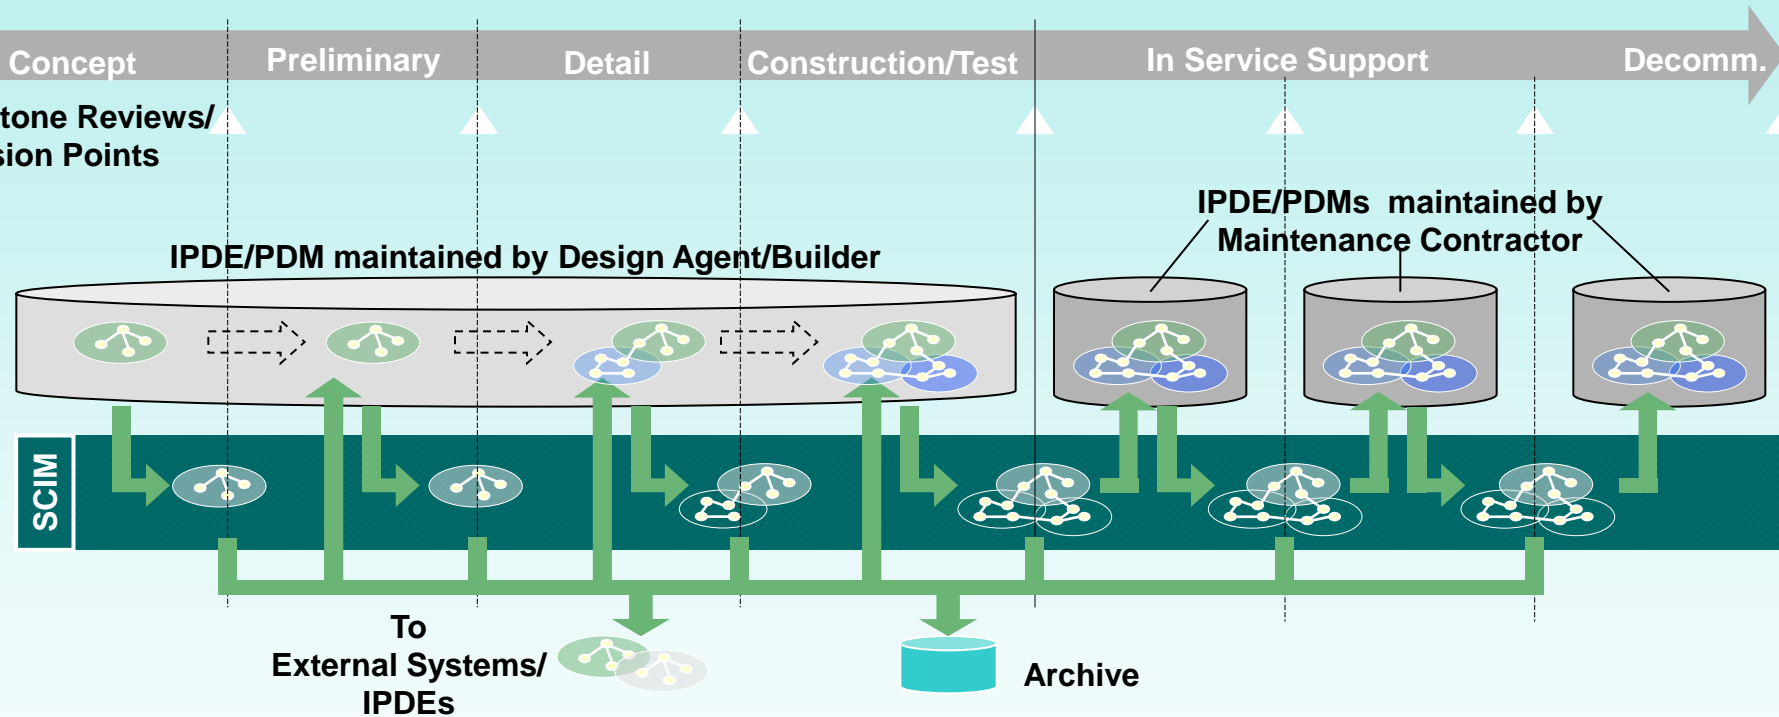 Concept
Preliminary
Detail
Construction/Test
In Service Support
Decomm.
tone Reviews/
sion Points
IPDE/PDMs maintained by
Maintenance Contractor
IPDE/PDM maintained by Design Agent/Builder
SCIM
To
External Systems/
IPDEs
Archive